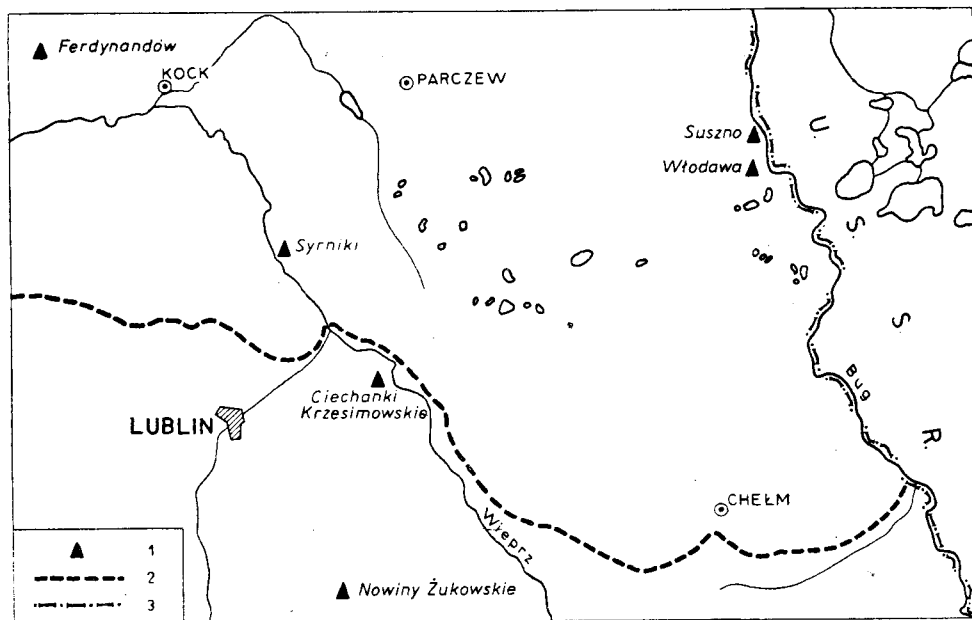 Ferdynandów
KOCK
PARCZEW
Suszno
Włodawa
U. S. S. R.
Syrniki
Bug
Ciechanki
Krzesimowskie
LUBLIN
CHEŁM
Wieprz
Nowiny Żukowskie
1
2
3